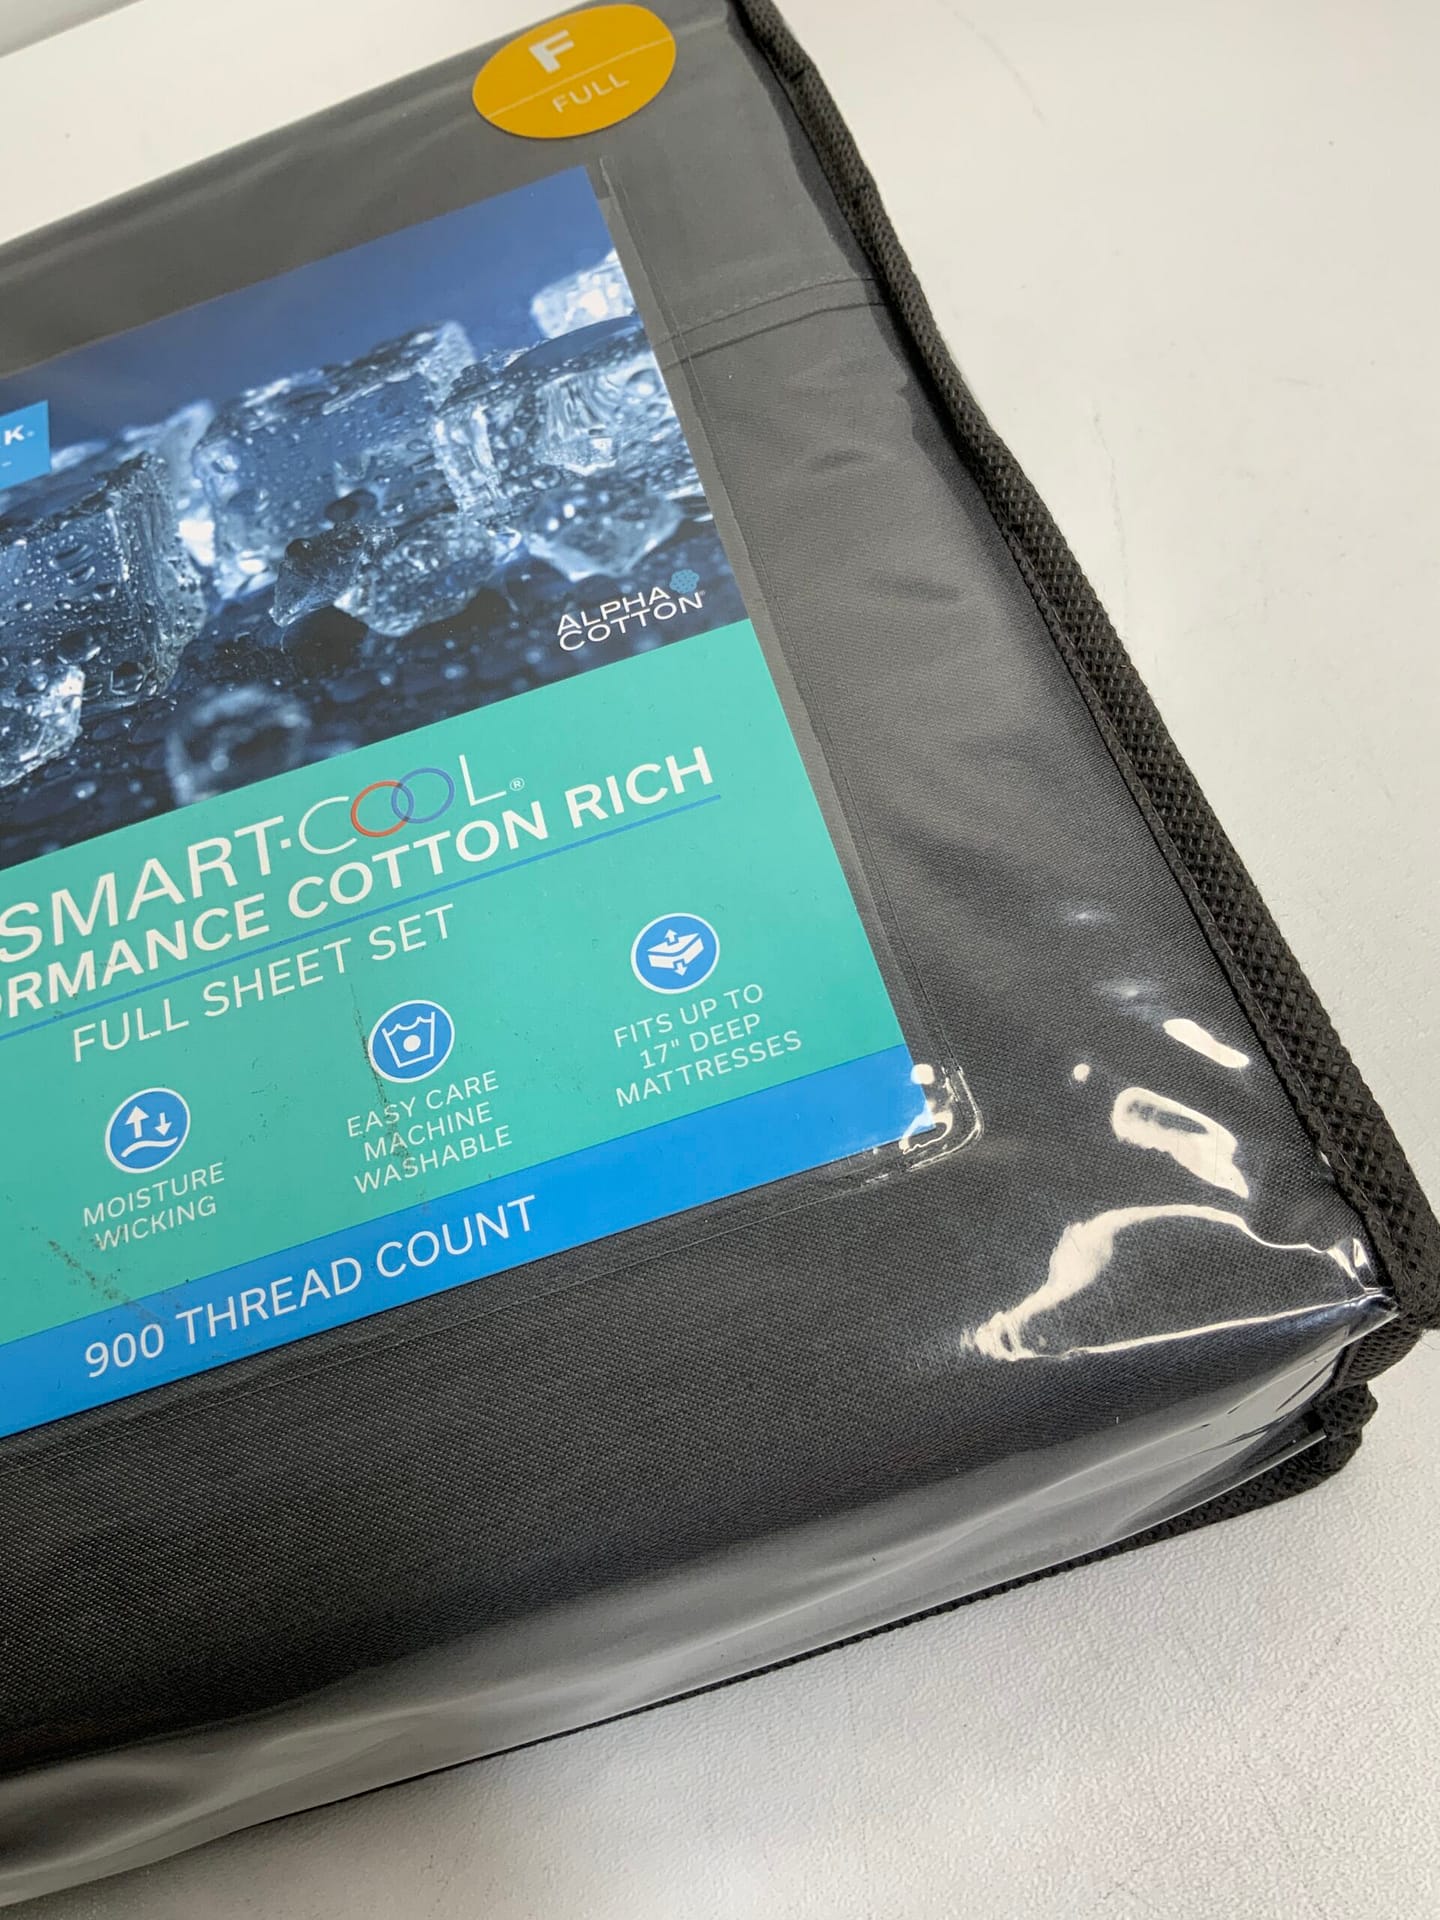 F
FULL
K
ALPHA
COTTON®
SMART·COOL®
ORMANCE COTTON RICH
FULL SHEET SET
MOISTURE
WICKING
EASY CARE
MACHINE
WASHABLE
FITS UP TO
17" DEEP
MATTRESSES
900 THREAD COUNT